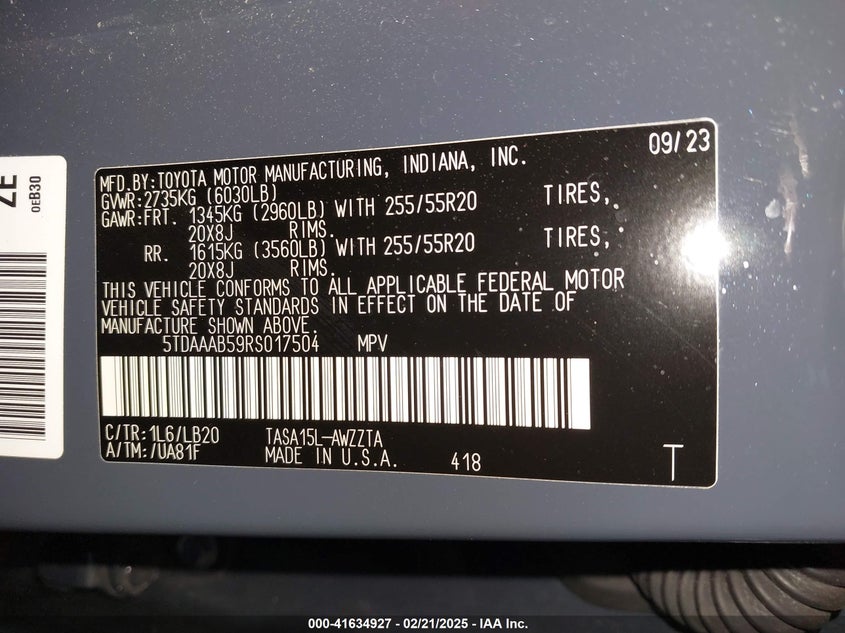 MFD.BY:TOYOTA MOTOR MANUFACTURING, INDIANA, INC. 09/23
GVWR:2735KG (6030LB)
GAWR:FRT. 1345KG (2960LB) WITH 255/55R20 TIRES,
20X8J RIMS.
RR. 1615KG (3560LB) WITH 255/55R20 TIRES,
20X8J RIMS.
THIS VEHICLE CONFORMS TO ALL APPLICABLE FEDERAL MOTOR
VEHICLE SAFETY STANDARDS IN EFFECT ON THE DATE OF
MANUFACTURE SHOWN ABOVE.
5TDAAAB59RS017504 MPV
C/TR:1L6/LB20 TASA15L-AWZZTA
A/TM:/UA81F MADE IN U.S.A. 418 T
ZE
0EB30
000-41634927 - 02/21/2025 - IAA Inc.